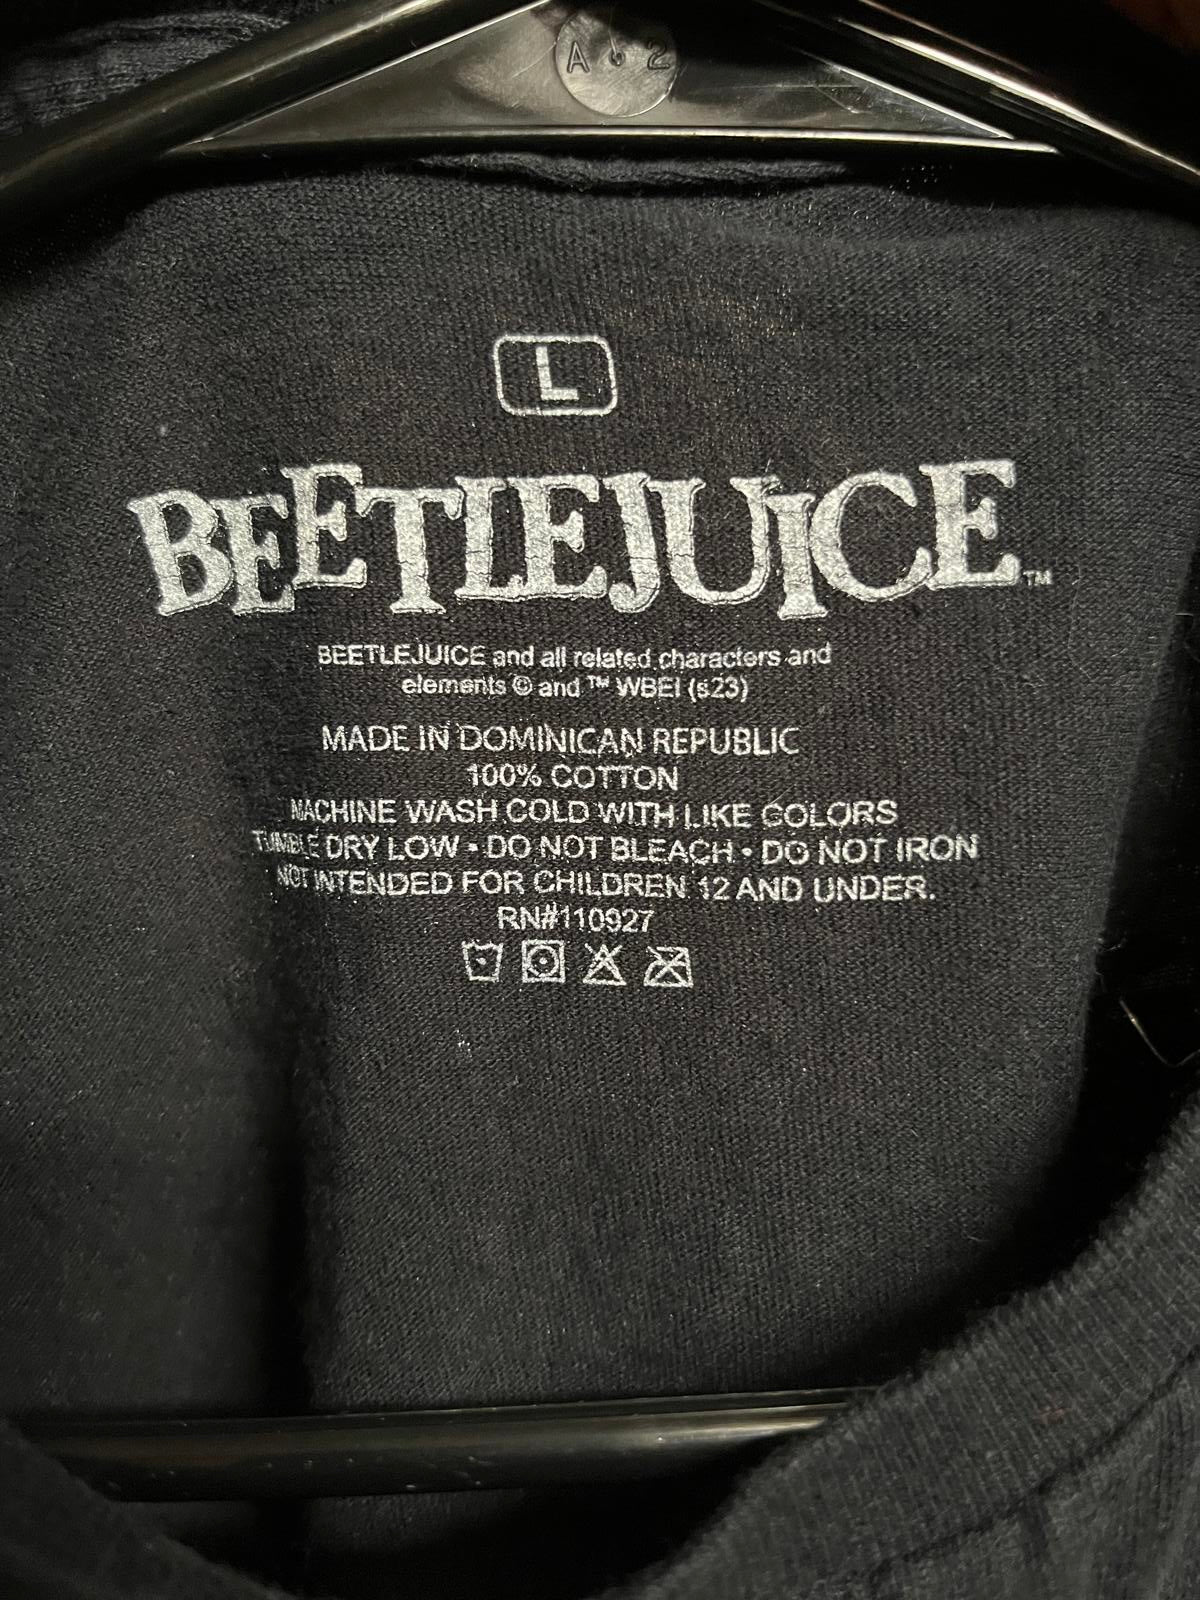 A 2
L
BEETLEJUICE™
BEETLEJUICE and all related characters and
elements © and ™ WBEI (s23)
MADE IN DOMINICAN REPUBLIC
100% COTTON
MACHINE WASH COLD WITH LIKE COLORS
TUMBLE DRY LOW • DO NOT BLEACH • DO NOT IRON
NOT INTENDED FOR CHILDREN 12 AND UNDER.
RN#110927